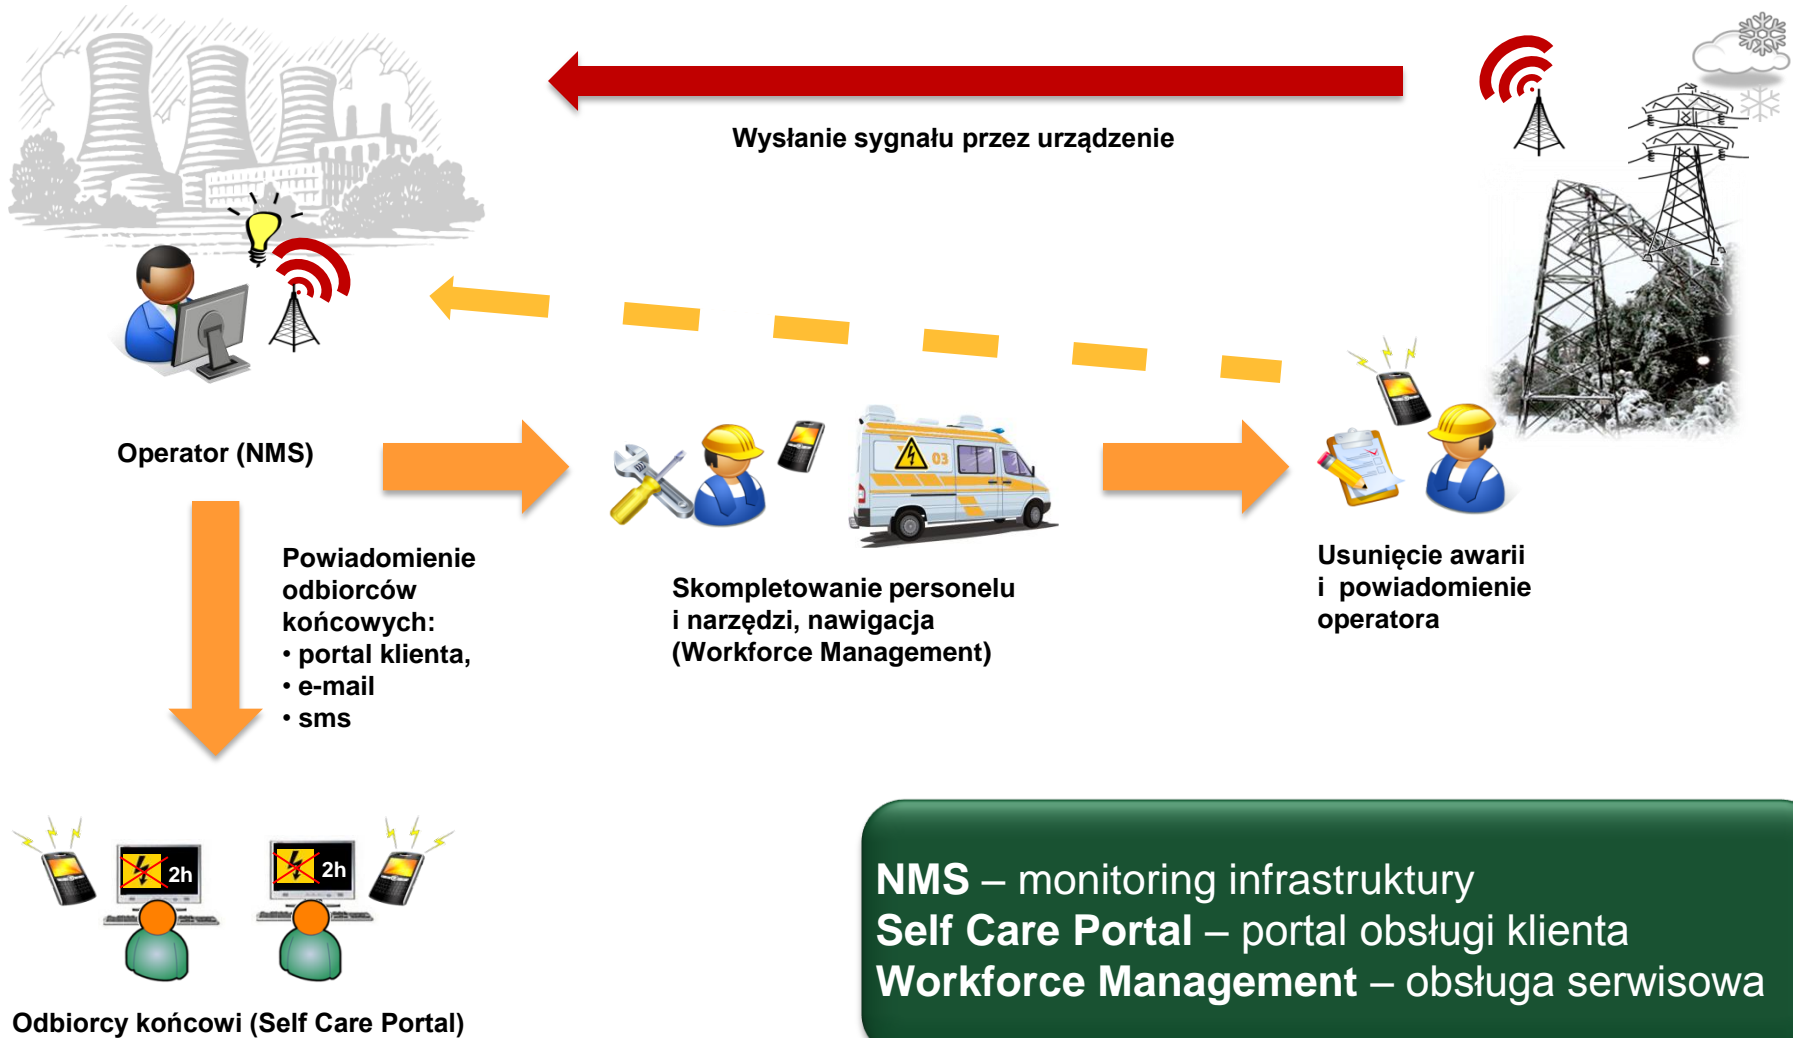 Wysłanie sygnału przez urządzenie
Operator (NMS)
03
Powiadomienie
odbiorców
końcowych:
• portal klienta,
• e-mail
• sms
Skompletowanie personelu
i narzędzi, nawigacja
(Workforce Management)
Usunięcie awarii
i powiadomienie
operatora
2h
2h
Odbiorcy końcowi (Self Care Portal)
NMS – monitoring infrastruktury
Self Care Portal – portal obsługi klienta
Workforce Management – obsługa serwisowa